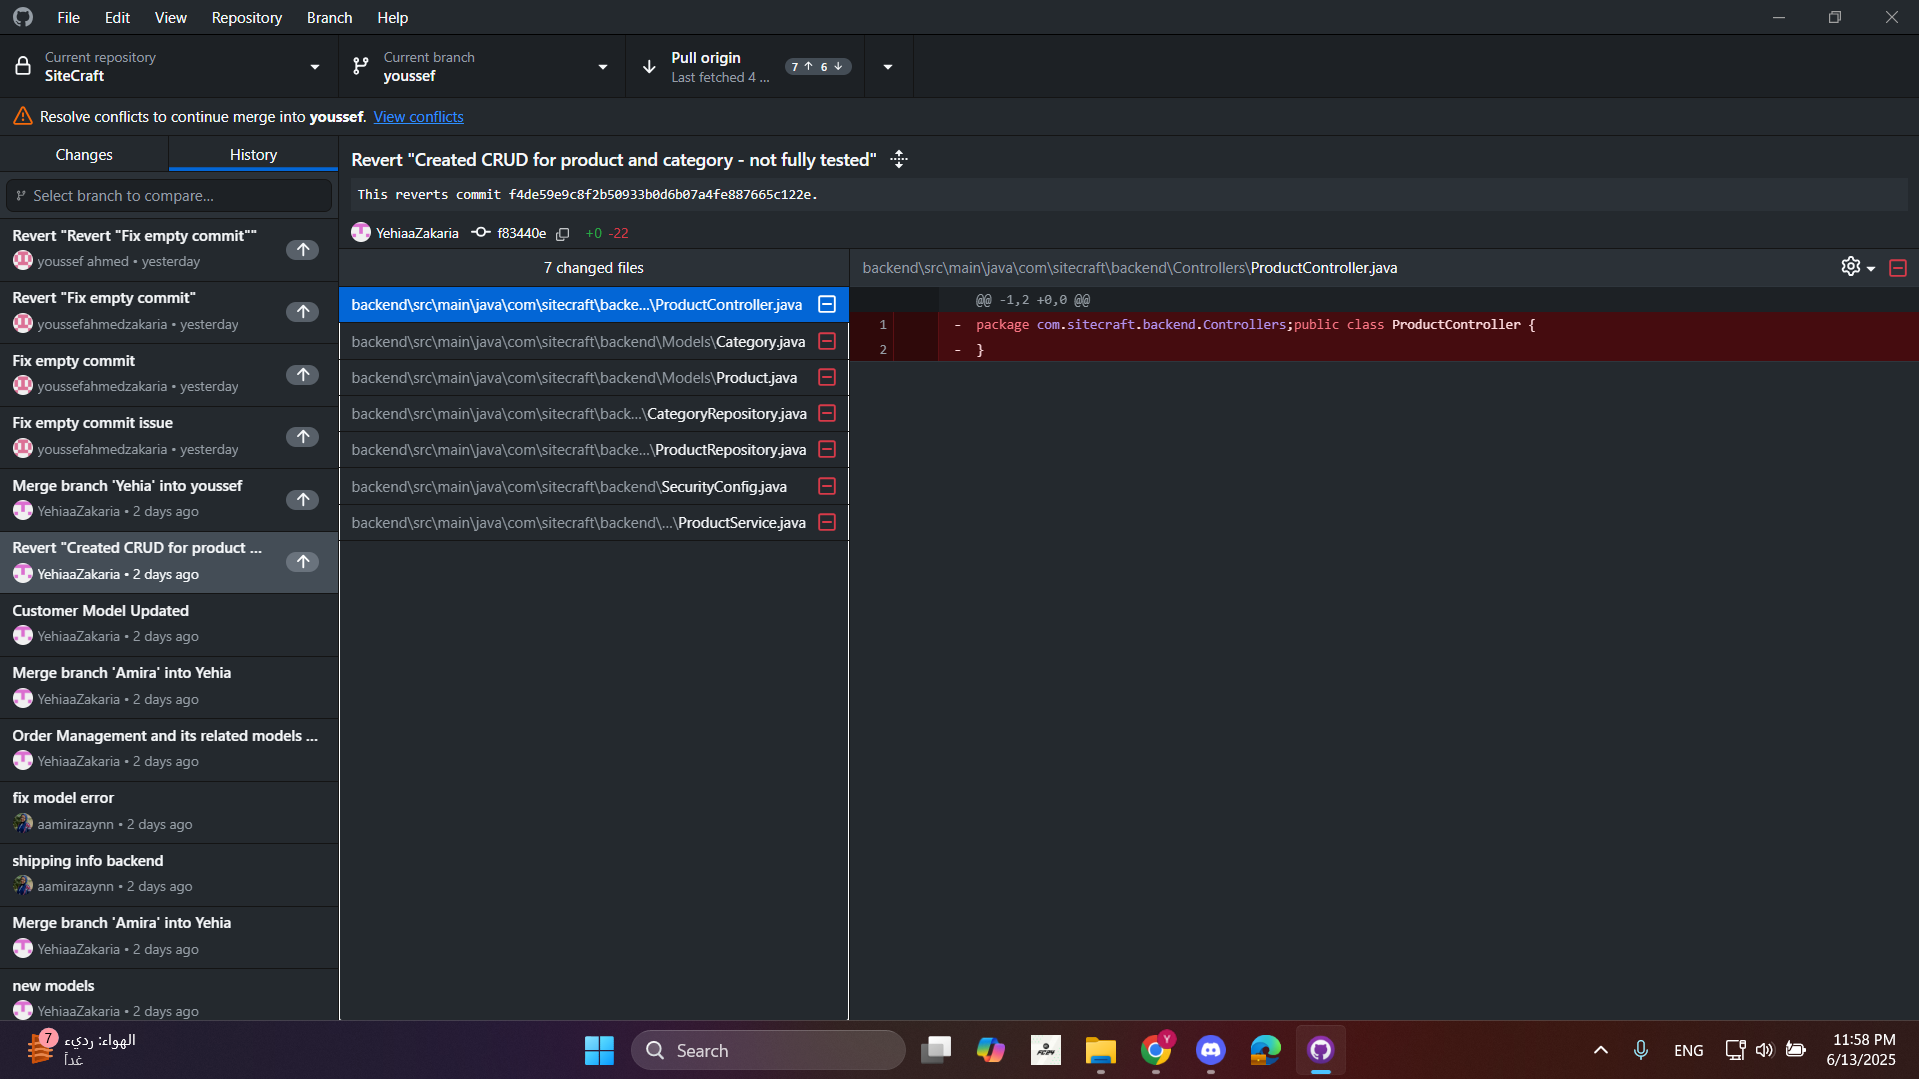 File Edit View Repository Branch Help
Current repository
SiteCraft
Current branch
youssef
Pull origin
Last fetched 4 ...
7 6
Resolve conflicts to continue merge into youssef. View conflicts
Changes
History
Select branch to compare...
Revert "Revert "Fix empty commit""
youssef ahmed • yesterday
Revert "Fix empty commit"
youssefahmedzakaria • yesterday
Fix empty commit
youssefahmedzakaria • yesterday
Fix empty commit issue
youssefahmedzakaria • yesterday
Merge branch 'Yehia' into youssef
YehiaaZakaria • 2 days ago
Revert "Created CRUD for product ...
YehiaaZakaria • 2 days ago
Customer Model Updated
YehiaaZakaria • 2 days ago
Merge branch 'Amira' into Yehia
YehiaaZakaria • 2 days ago
Order Management and its related models ...
YehiaaZakaria • 2 days ago
fix model error
aamirazaynn • 2 days ago
shipping info backend
aamirazaynn • 2 days ago
Merge branch 'Amira' into Yehia
YehiaaZakaria • 2 days ago
new models
YehiaaZakaria • 2 days ago
Revert "Created CRUD for product and category - not fully tested"
This reverts commit f4de59e9c8f2b50933b0d6b07a4fe887665c122e.
YehiaaZakaria f83440e +0 -22
7 changed files
backend\src\main\java\com\sitecraft\backe...\ProductController.java
backend\src\main\java\com\sitecraft\backend\Models\Category.java
backend\src\main\java\com\sitecraft\backend\Models\Product.java
backend\src\main\java\com\sitecraft\back...\CategoryRepository.java
backend\src\main\java\com\sitecraft\backe...\ProductRepository.java
backend\src\main\java\com\sitecraft\backend\SecurityConfig.java
backend\src\main\java\com\sitecraft\backend\...\ProductService.java
backend\src\main\java\com\sitecraft\backend\Controllers\ProductController.java
@@ -1,2 +0,0 @@
1 - package com.sitecraft.backend.Controllers;public class ProductController {
2 - }
7
الهواء: رديء
غداً
Search
FC24
Y
ENG
11:58 PM
6/13/2025